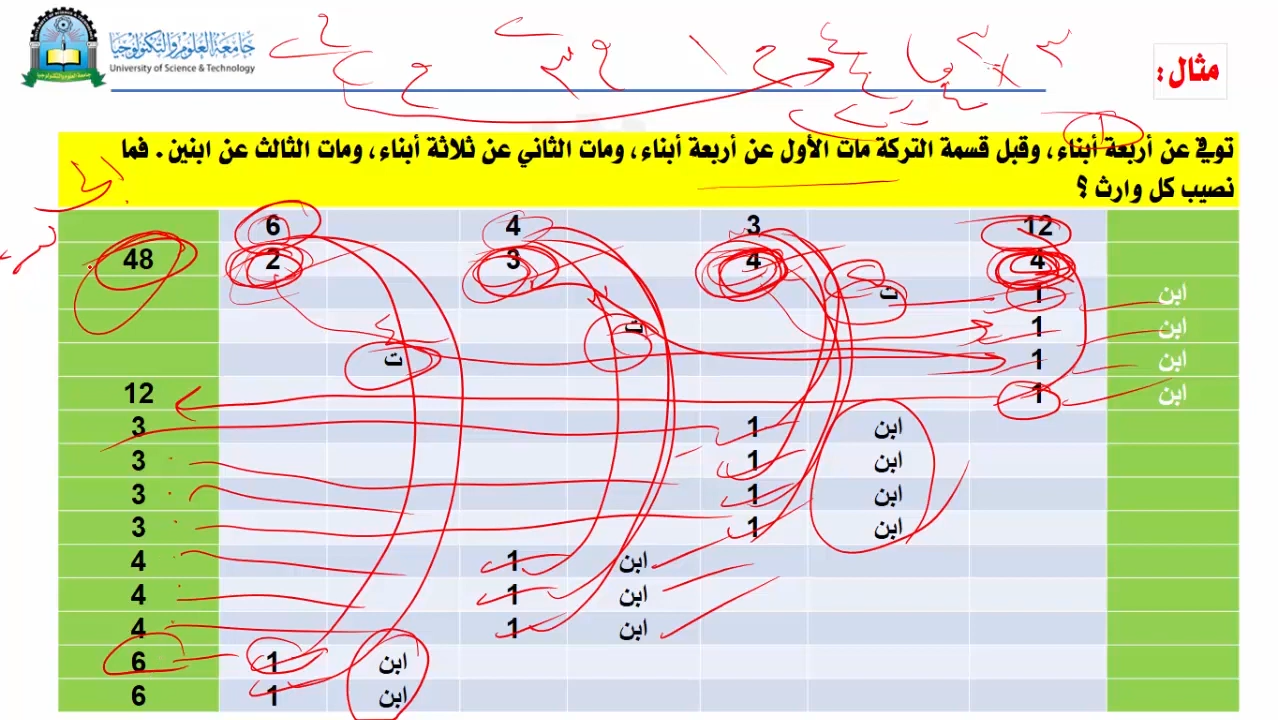 جامعة العلوم والتكنولوجيا
University of Science & Technology
مثال :
توفي عن أربعة أبناء، وقبل قسمة التركة مات الأول عن أربعة أبناء، ومات الثاني عن ثلاثة أبناء، ومات الثالث عن ابنين . فما
نصيب كل وارث ؟
12 3 4 6
4 4 3 2 48
ابن 1 ت
ابن 1 ت
ابن 1 ت
ابن 1 12
ابن 1 3
ابن 1 3
ابن 1 3
ابن 1 3
ابن 1 4
ابن 1 4
ابن 1 4
ابن 1 6
ابن 1 6